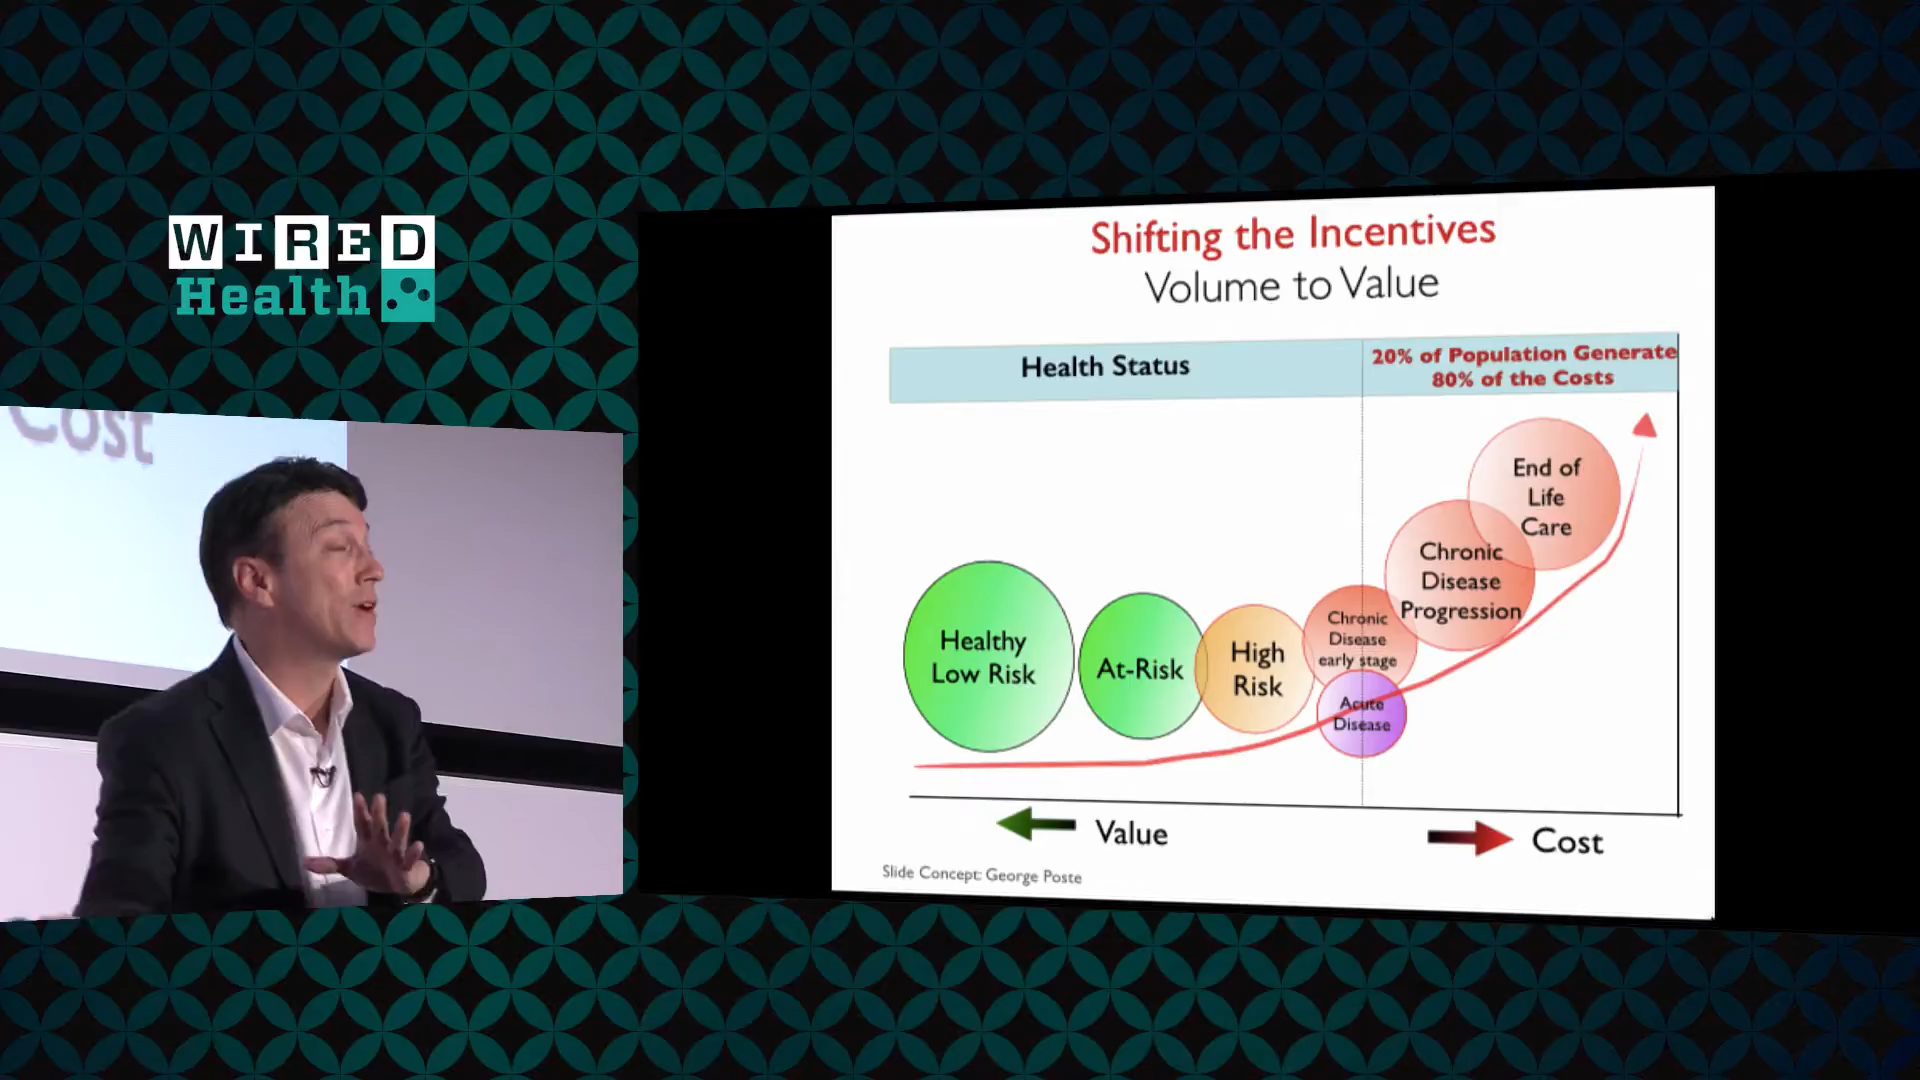 WIRED
Health
Cost
Shifting the Incentives
Volume to Value
Health Status
20% of Population Generate
80% of the Costs
Healthy
Low Risk
At-Risk
High
Risk
Chronic
Disease
early stage
Acute
Disease
Chronic
Disease
Progression
End of
Life
Care
Value
Cost
Slide Concept: George Poste